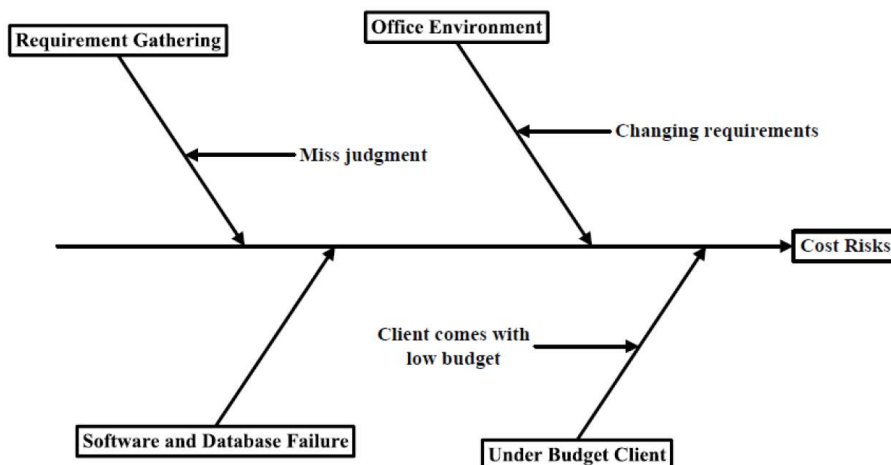 Requirement Gathering
Office Environment
Miss judgment
Changing requirements
Cost Risks
Client comes with
low budget
Software and Database Failure
Under Budget Client